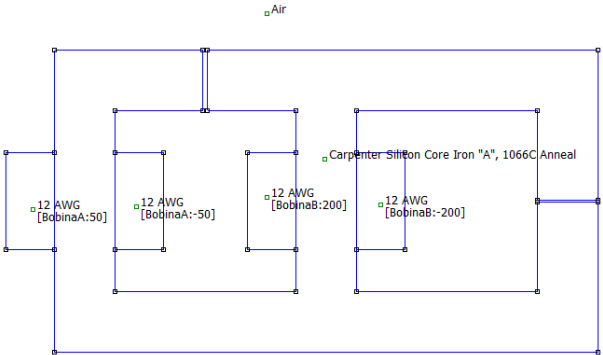 Air
Carpenter Silicon Core Iron "A", 1066C Anneal
12 AWG
[BobinaA:50]
12 AWG
[BobinaA:-50]
12 AWG
[BobinaB:200]
12 AWG
[BobinaB:-200]